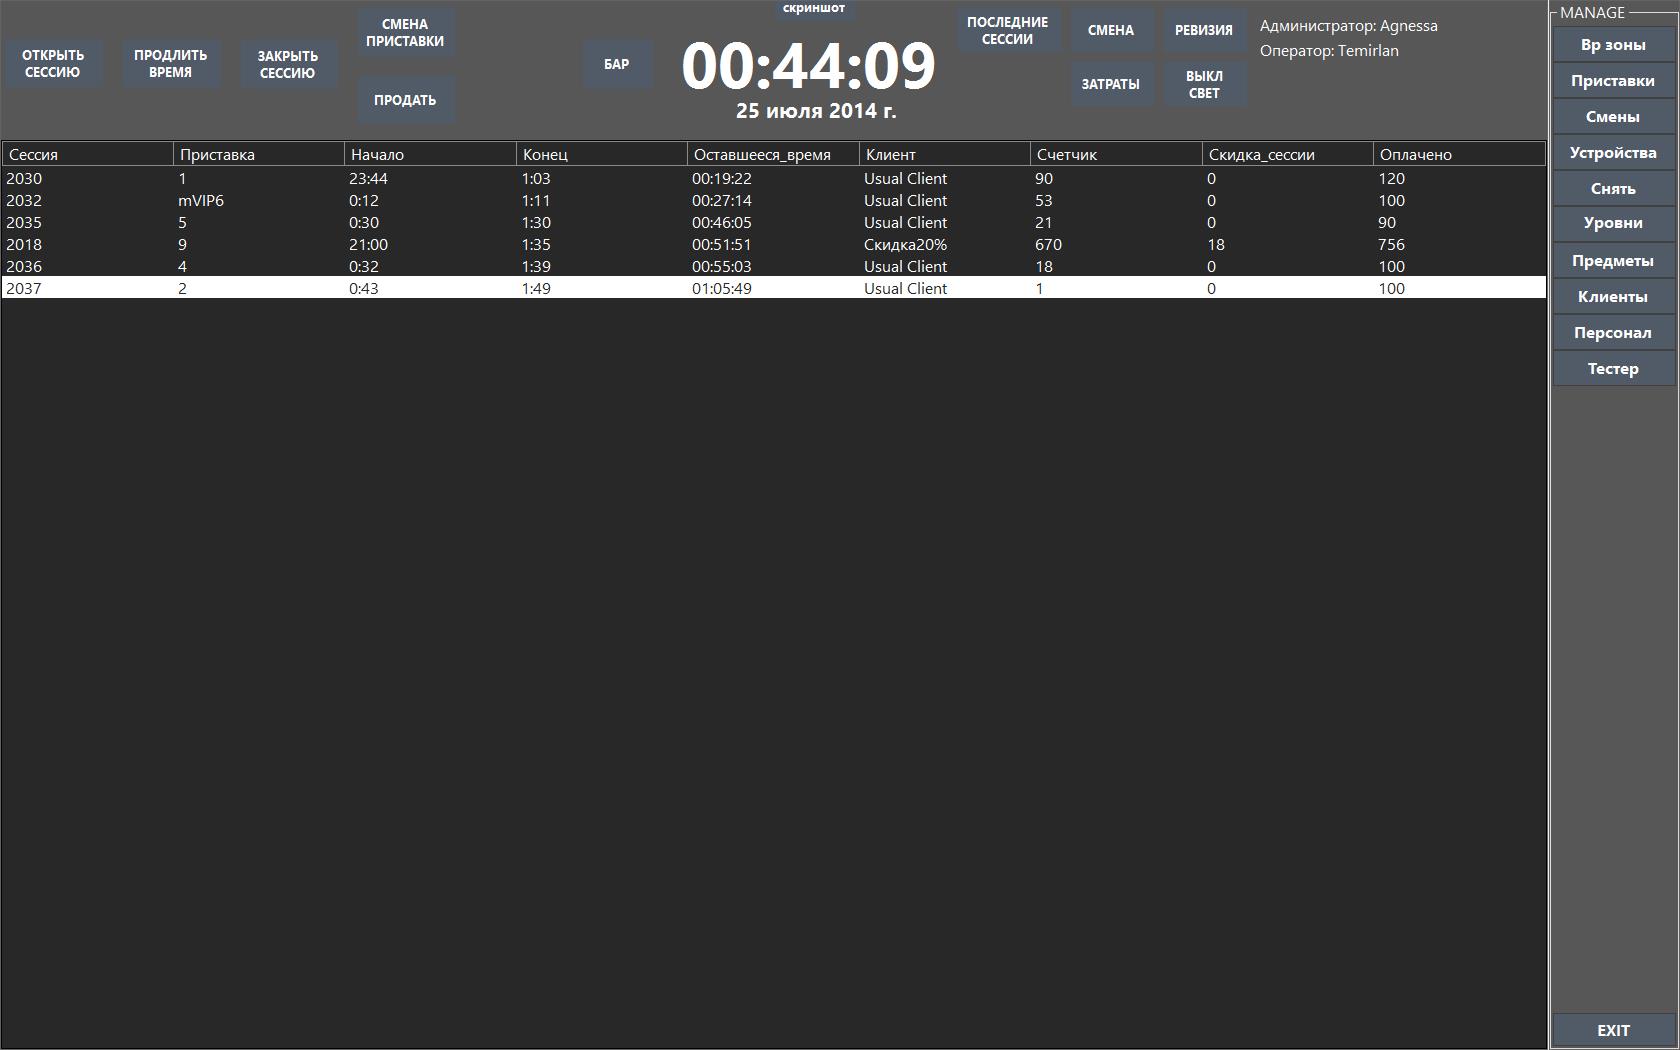 ОТКРЫТЬ
СЕССИЮ
ПРОДЛИТЬ
ВРЕМЯ
ЗАКРЫТЬ
СЕССИЮ
СМЕНА
ПРИСТАВКИ
ПРОДАТЬ
БАР
скриншот
00:44:09
25 июля 2014 г.
ПОСЛЕДНИЕ
СЕССИИ
СМЕНА
РЕВИЗИЯ
ЗАТРАТЫ
ВЫКЛ
СВЕТ
Администратор: Agnessa
Оператор: Temirlan
Сессия Приставка Начало Конец Оставшееся_время Клиент Счетчик Скидка_сессии Оплачено
2030 1 23:44 1:03 00:19:22 Usual Client 90 0 120
2032 mVIP6 0:12 1:11 00:27:14 Usual Client 53 0 100
2035 5 0:30 1:30 00:46:05 Usual Client 21 0 90
2018 9 21:00 1:35 00:51:51 Скидка20% 670 18 756
2036 4 0:32 1:39 00:55:03 Usual Client 18 0 100
2037 2 0:43 1:49 01:05:49 Usual Client 1 0 100
MANAGE
Вр зоны
Приставки
Смены
Устройства
Снять
Уровни
Предметы
Клиенты
Персонал
Тестер
EXIT